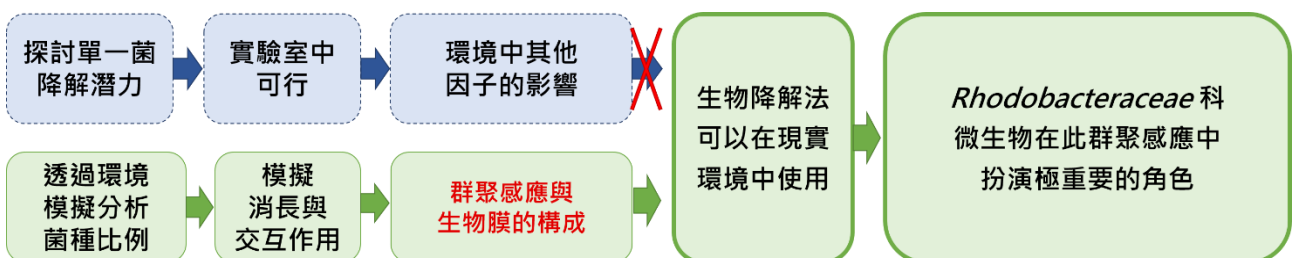 探討單一菌
降解潛力
實驗室中
可行
環境中其他
因子的影響
透過環境
模擬分析
菌種比例
模擬
消長與
交互作用
群聚感應與
生物膜的構成
生物降解法
可以在現實
環境中使用
Rhodobacteraceae 科
微生物在此群聚感應中
扮演極重要的角色